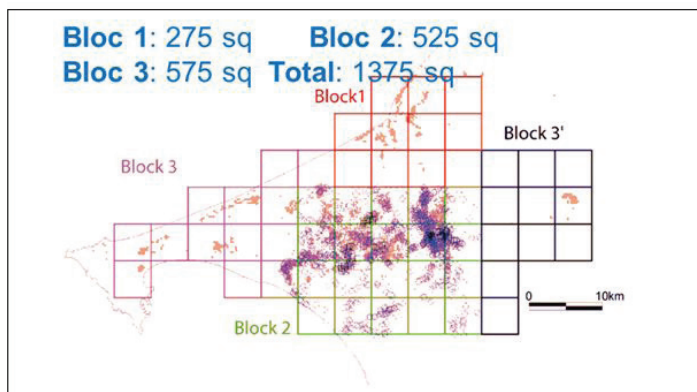 Bloc 1: 275 sq Bloc 2: 525 sq
Bloc 3: 575 sq Total: 1375 sq
Block1
Block 3'
Block 3
0 10km
Block 2